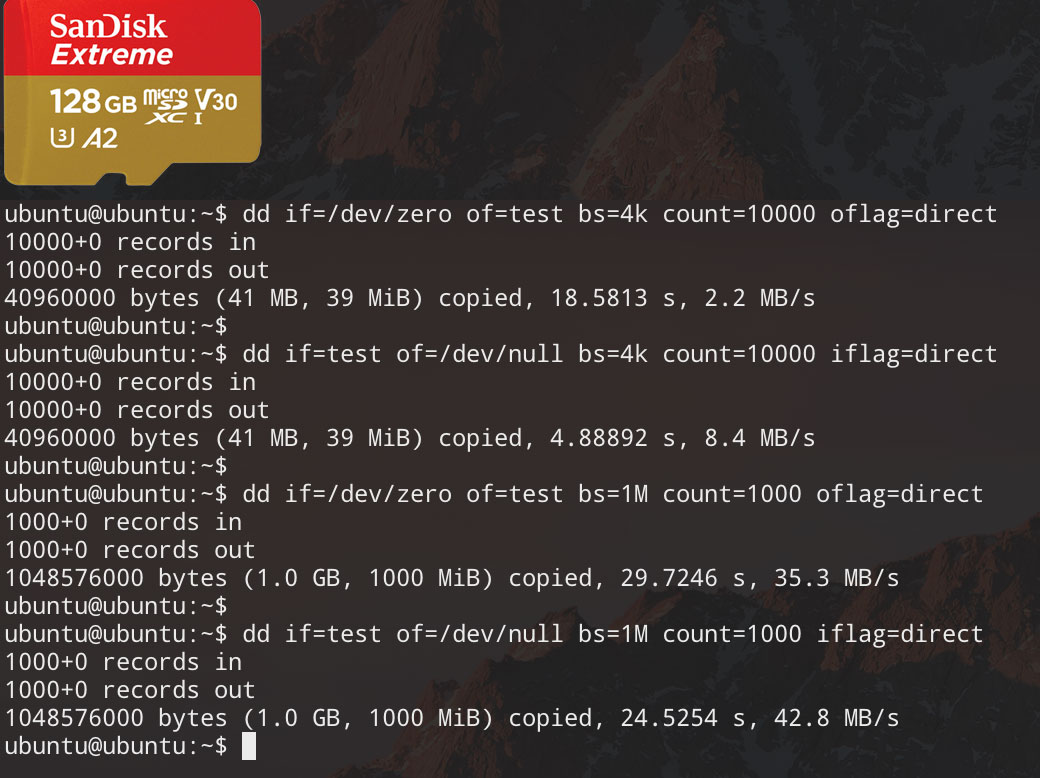 SanDisk
Extreme
128 GB micro SD XC V30 I
3 A2
ubuntu@ubuntu:~$ dd if=/dev/zero of=test bs=4k count=10000 oflag=direct
10000+0 records in
10000+0 records out
40960000 bytes (41 MB, 39 MiB) copied, 18.5813 s, 2.2 MB/s
ubuntu@ubuntu:~$
ubuntu@ubuntu:~$ dd if=test of=/dev/null bs=4k count=10000 iflag=direct
10000+0 records in
10000+0 records out
40960000 bytes (41 MB, 39 MiB) copied, 4.88892 s, 8.4 MB/s
ubuntu@ubuntu:~$
ubuntu@ubuntu:~$ dd if=/dev/zero of=test bs=1M count=1000 oflag=direct
1000+0 records in
1000+0 records out
1048576000 bytes (1.0 GB, 1000 MiB) copied, 29.7246 s, 35.3 MB/s
ubuntu@ubuntu:~$
ubuntu@ubuntu:~$ dd if=test of=/dev/null bs=1M count=1000 iflag=direct
1000+0 records in
1000+0 records out
1048576000 bytes (1.0 GB, 1000 MiB) copied, 24.5254 s, 42.8 MB/s
ubuntu@ubuntu:~$